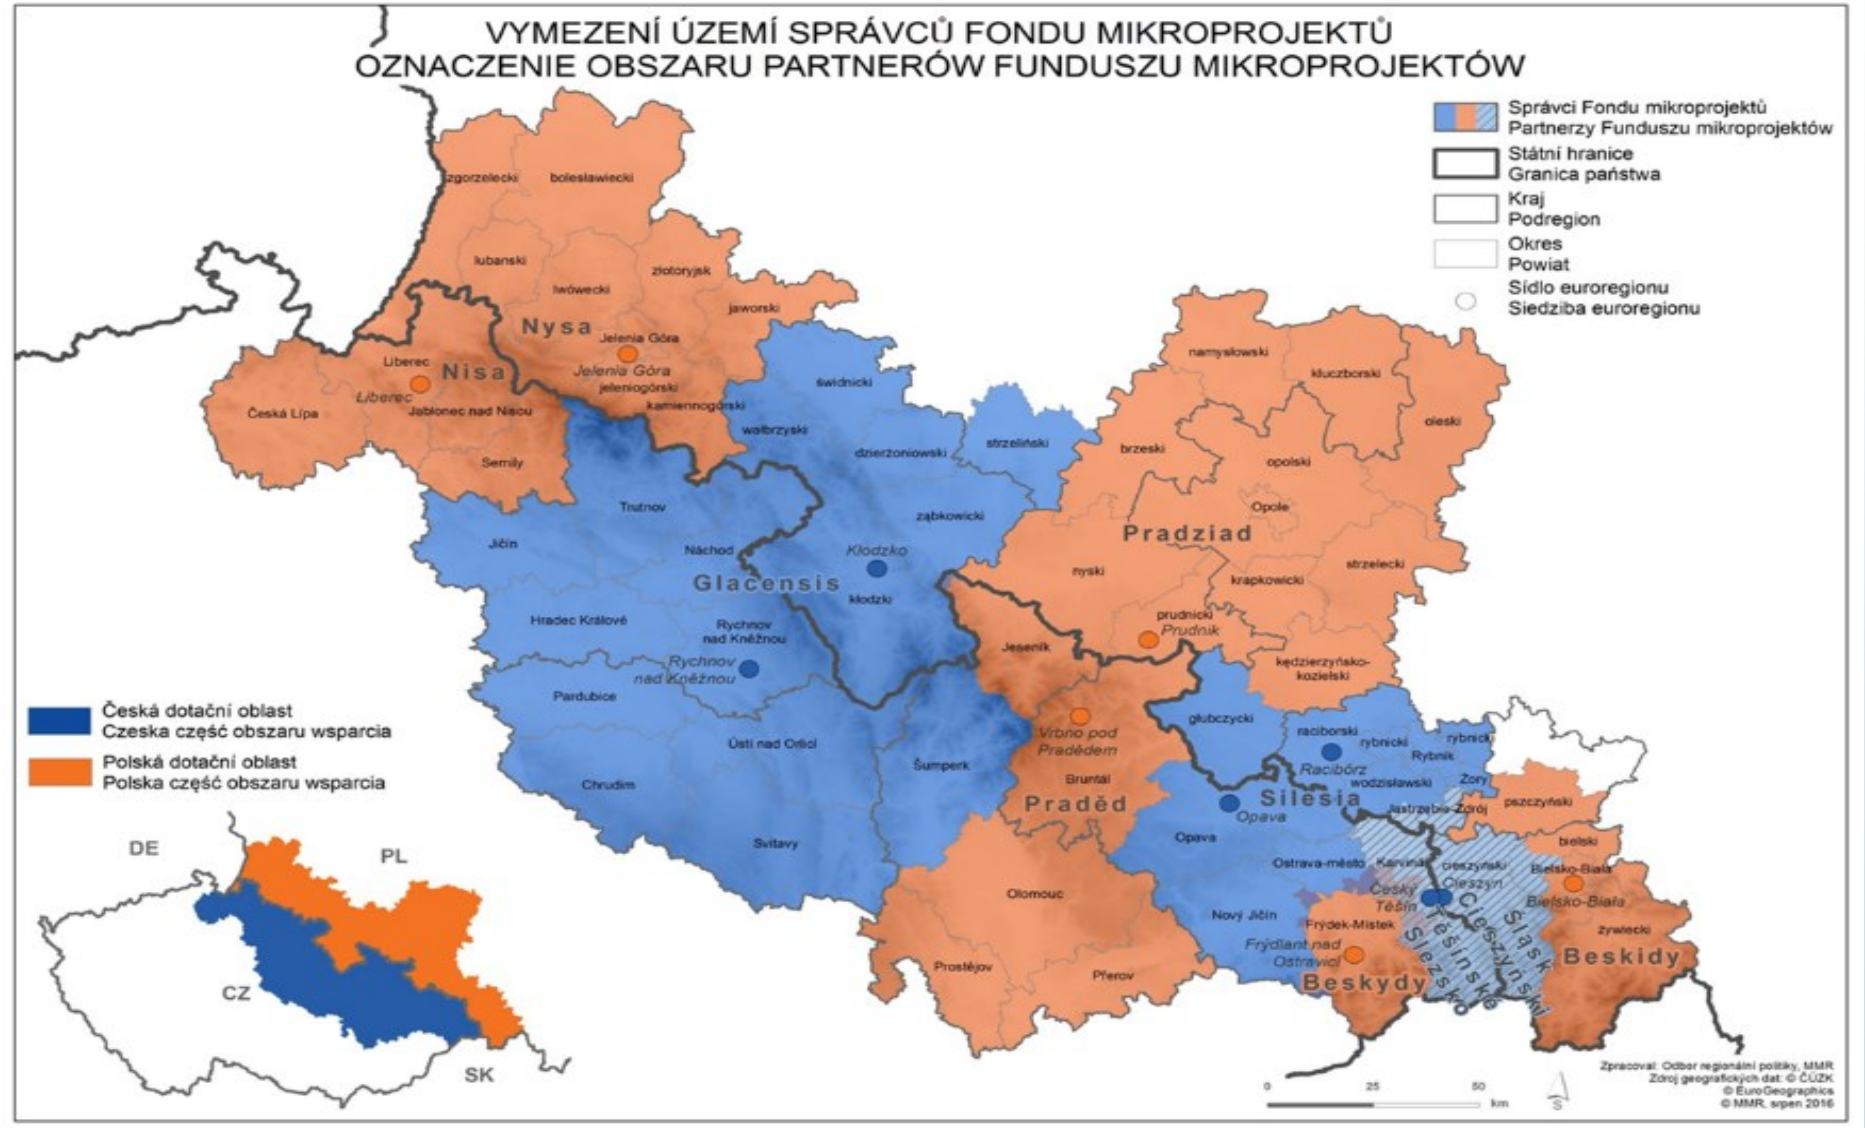 VYMEZENÍ ÚZEMÍ SPRÁVCŮ FONDU MIKROPROJEKTŮ
OZNACZENIE OBSZARU PARTNERÓW FUNDUSZU MIKROPROJEKTÓW
Správci Fondu mikroprojektů
Partnerzy Funduszu mikroprojektów
Státní hranice
Granica państwa
Kraj
Podregion
Okres
Powiat
Sídlo euroregionu
Siedziba euroregionu
zgorzelecki
bolesławiecki
lubanski
złotoryjsk
lwówecki
jaworski
Nysa
Jelenia Góra
Jelenia Góra
jeleniogórski
kamiennogórski
Liberec
Nisa
Liberec
Česká Lípa
Jablonec nad Nisou
Semily
świdnicki
wałbrzyski
dzierżoniowski
strzeliński
ząbkowicki
Trutnov
Jičín
Náchod
Kłodzko
Glacensis
kłodzki
Hradec Králové
Rychnov
nad Kněžnou
Rychnov
nad Kněžnou
Pardubice
Ústí nad Orlicí
Chrudim
Šumperk
Svitavy
namysłowski
kluczborski
oleski
brzeski
opolski
Opole
Pradziad
nyski
krapkowicki
strzelecki
prudnicki
Prudnik
Jeseník
kędzierzyńsko-
kozielski
Vrbno pod
Pradědem
Bruntál
Praděd
głubczycki
raciborski
rybnicki
rybnicki
Rybnik
Racibórz
wodzisławski
Żory
Silesia
Jastrzębie-Zdrój
pszczyński
Opava
Opava
Ostrava-město
Karviná
cieszyński
bielski
Bielsko-Biała
Český
Těšín
Cieszyn
Bielsko-Biała
Nový Jičín
Frýdek-Místek
żywiecki
Frýdlant nad
Ostravicí
Beskydy
Těšínské
Slezsko
Śląsk
Cieszyński
Beskidy
Olomouc
Prostějov
Přerov
Česká dotační oblast
Czeska część obszaru wsparcia
Polská dotační oblast
Polska część obszaru wsparcia
DE
PL
CZ
SK
0 25 50
km
S
Zpracoval: Odbor regionální politiky, MMR
Zdroj geografických dat: © ČÚZK
© EuroGeographics
© MMR, srpen 2016